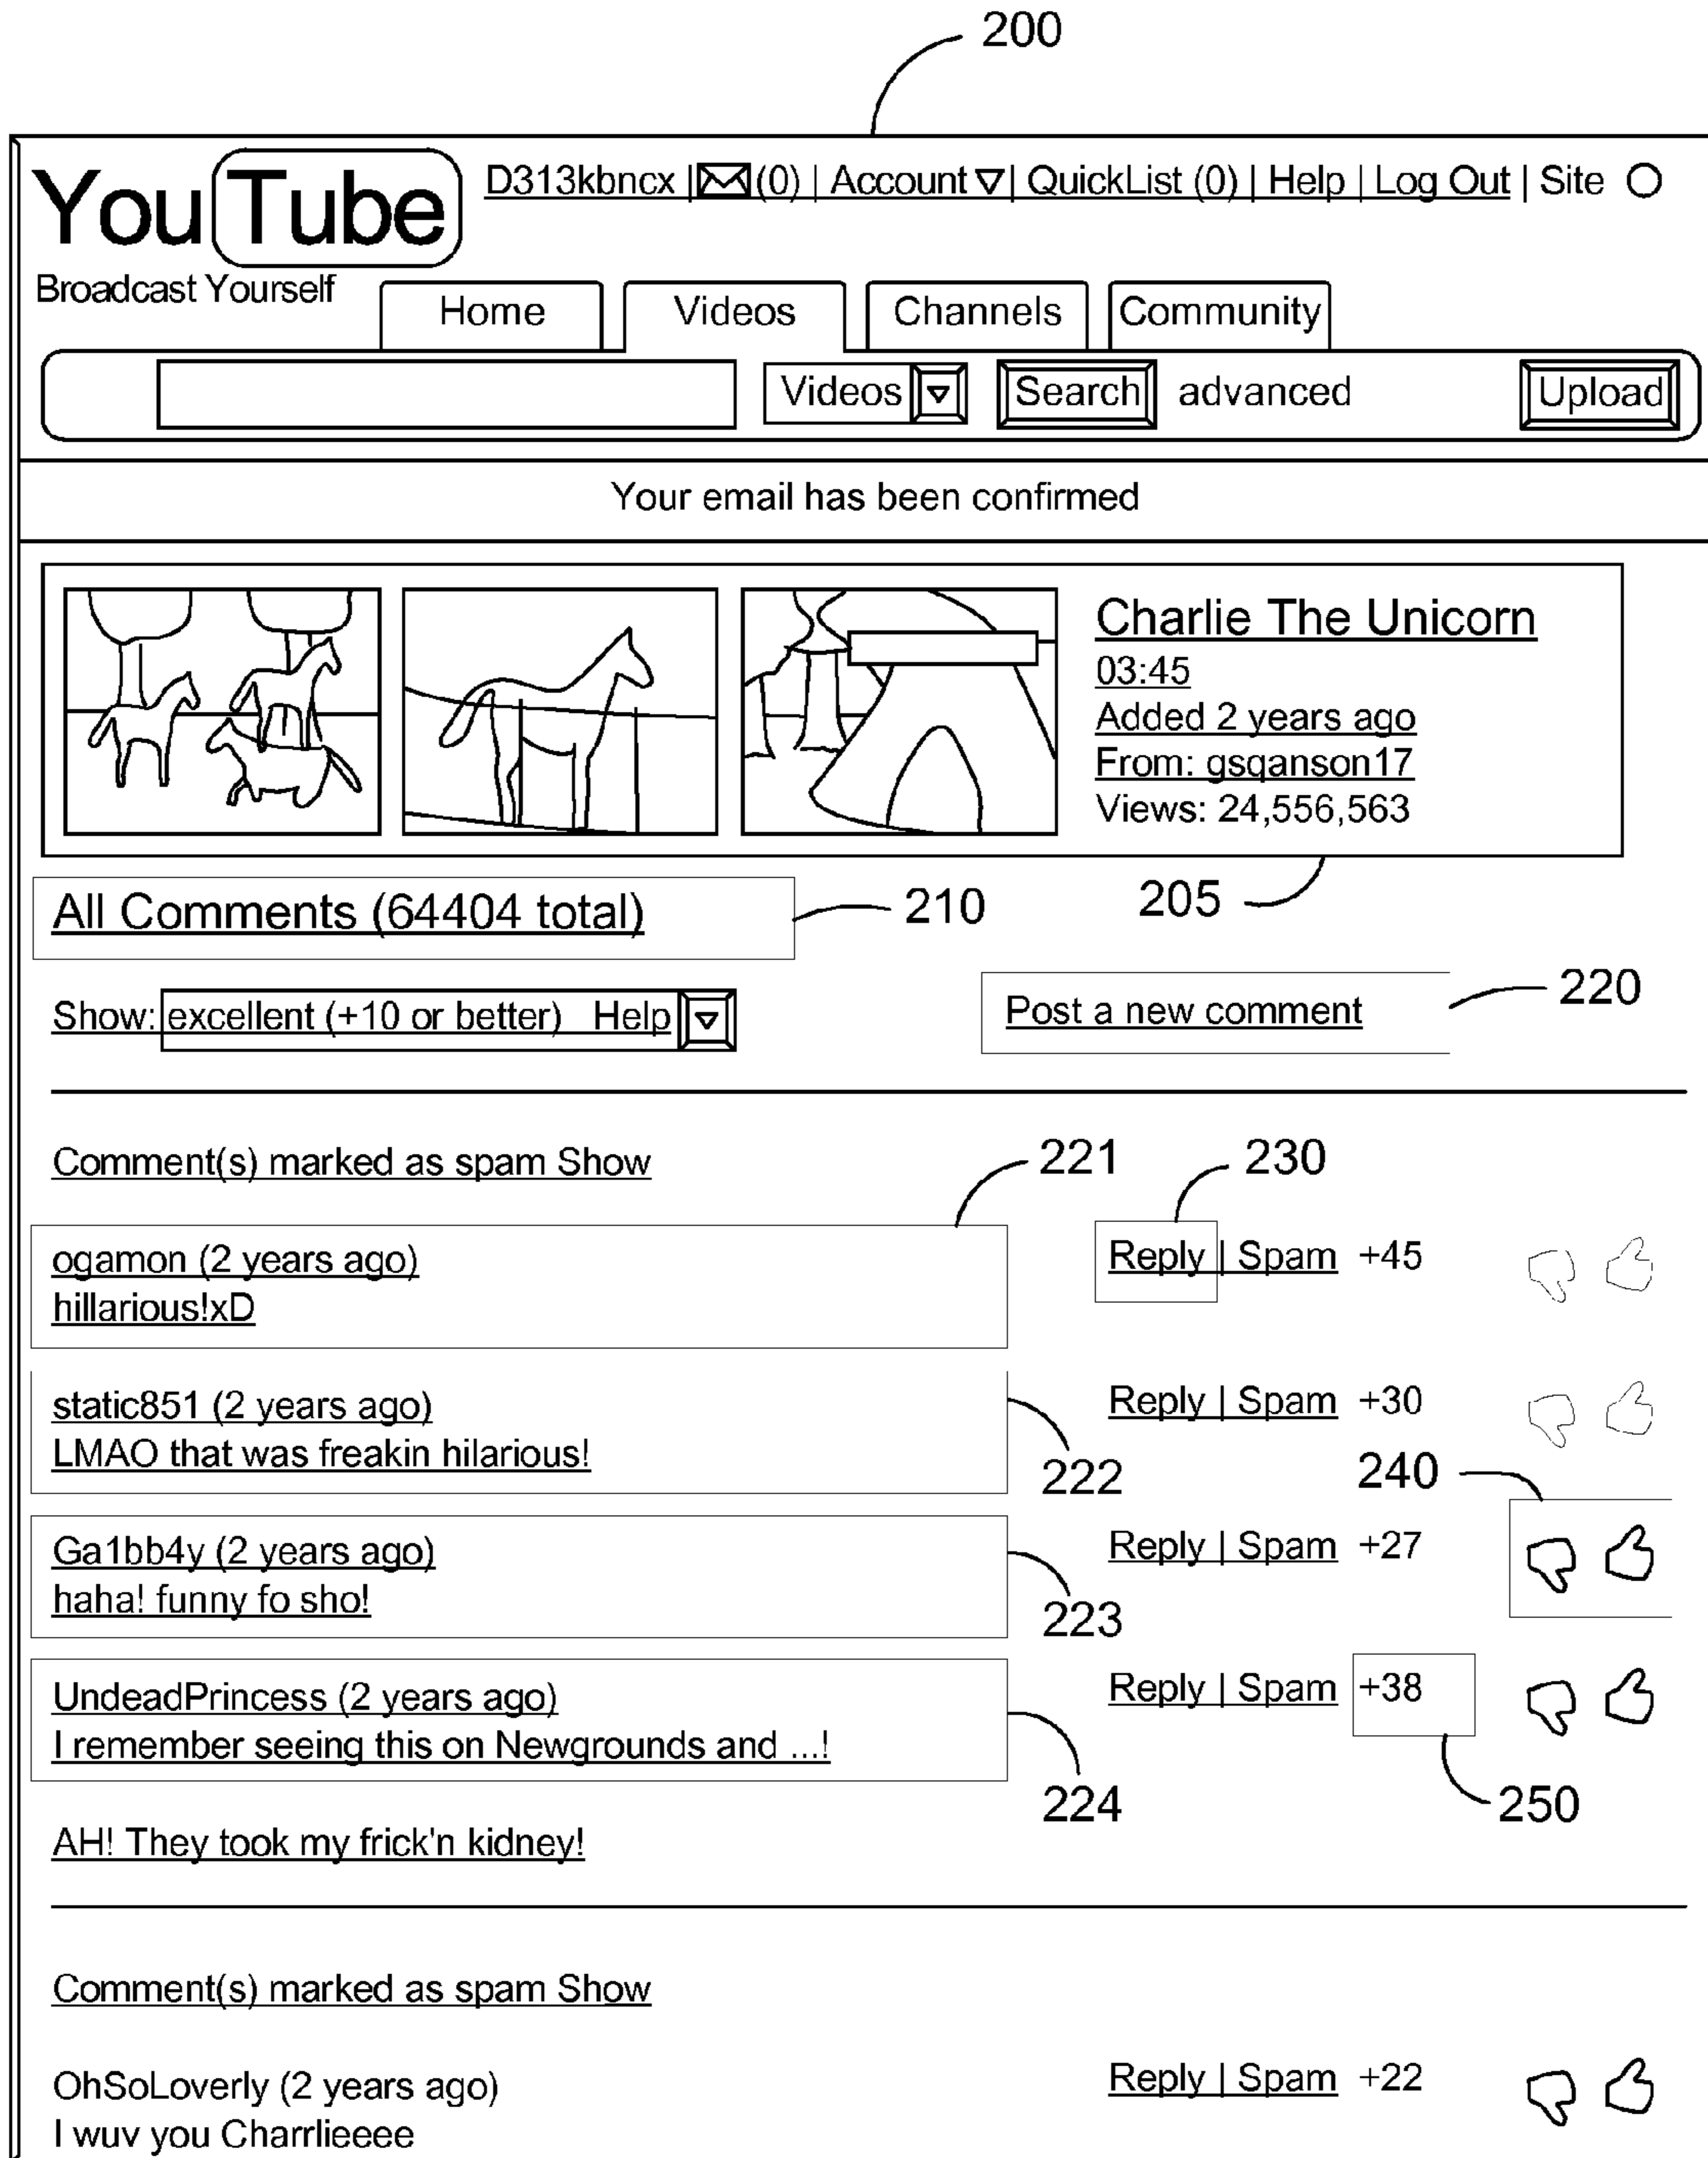 200
YouTube
D313kbncx | (0) | Account | QuickList (0) | Help | Log Out | Site
Broadcast Yourself
Home Videos Channels Community
Videos Search advanced Upload
Your email has been confirmed
Charlie The Unicorn
03:45
Added 2 years ago
From: gsqanson17
Views: 24,556,563
205
All Comments (64404 total) 210
Show: excellent (+10 or better) Help
Post a new comment 220
Comment(s) marked as spam Show
221 230
ogamon (2 years ago) Reply | Spam +45
hillarious!xD
static851 (2 years ago) Reply | Spam +30
LMAO that was freakin hilarious!
222 240
Ga1bb4y (2 years ago) Reply | Spam +27
haha! funny fo sho!
223
UndeadPrincess (2 years ago) Reply | Spam +38
I remember seeing this on Newgrounds and ...!
224 250
AH! They took my frick'n kidney!
Comment(s) marked as spam Show
OhSoLoverly (2 years ago) Reply | Spam +22
I wuv you Charrlieeee